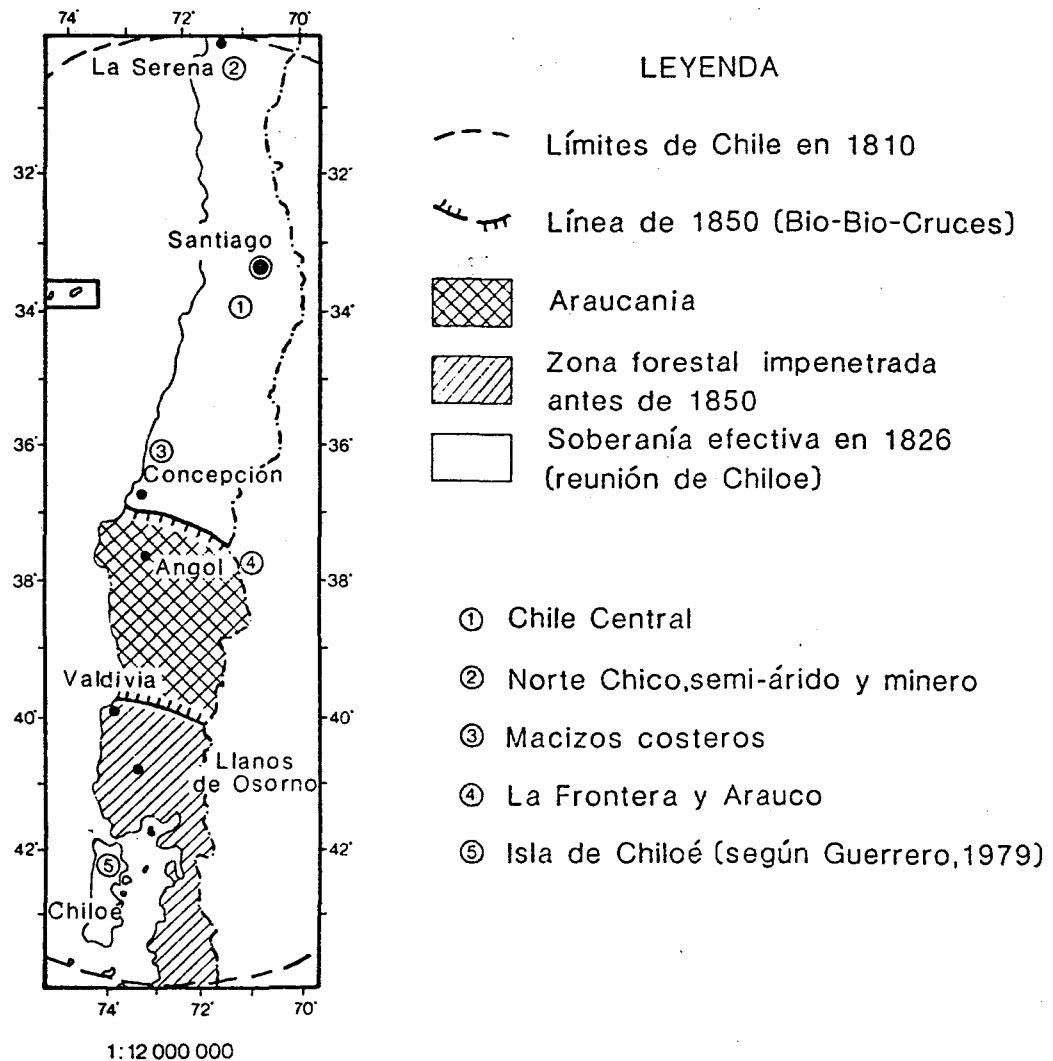 74° 72° 70°
La Serena ②
32° 32°
Santiago
34° ① 34°
36° ③ 36°
Concepción
Angol ④
38° 38°
Valdivia
40° 40°
Llanos
de Osorno
42° ⑤ 42°
Chiloe
74° 72° 70°
1:12 000 000
LEYENDA
Límites de Chile en 1810
Línea de 1850 (Bio-Bio-Cruces)
Araucania
Zona forestal impenetrada
antes de 1850
Soberanía efectiva en 1826
(reunión de Chiloe)
① Chile Central
② Norte Chico,semi-árido y minero
③ Macizos costeros
④ La Frontera y Arauco
⑤ Isla de Chiloé (según Guerrero,1979)